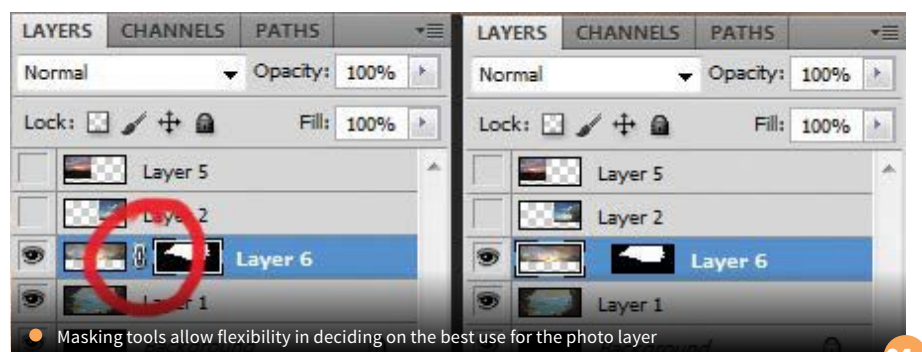 LAYERS CHANNELS PATHS
Normal Opacity: 100%
Lock: Fill: 100%
Layer 5
Layer 2
Layer 6
Layer 1
LAYERS CHANNELS PATHS
Normal Opacity: 100%
Lock: Fill: 100%
Layer 5
Layer 2
Layer 6
Layer 1
Masking tools allow flexibility in deciding on the best use for the photo layer